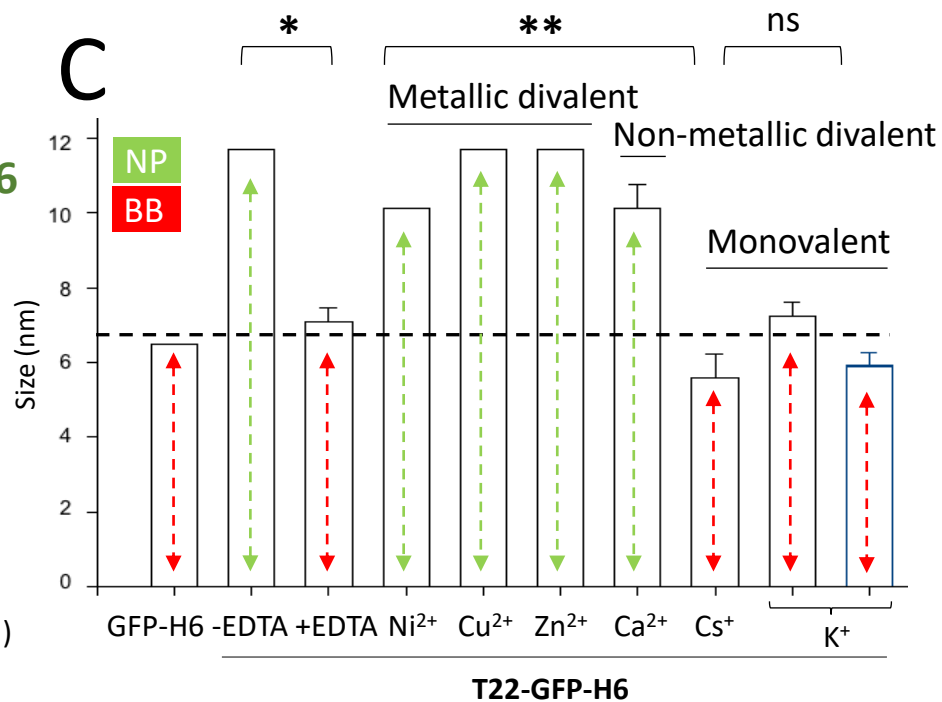 C
*
**
ns
Metallic divalent
Non-metallic divalent
Monovalent
NP
BB
6
Size (nm)
12
10
8
6
4
2
0
)
GFP-H6 -EDTA +EDTA Ni²⁺ Cu²⁺ Zn²⁺ Ca²⁺ Cs⁺ K⁺
T22-GFP-H6